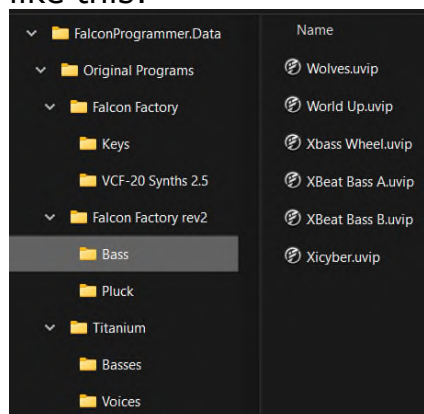 like this:
FalconProgrammer.Data
Original Programs
Falcon Factory
Keys
VCF-20 Synths 2.5
Falcon Factory rev2
Bass
Pluck
Titanium
Basses
Voices
Name
Wolves.uvip
World Up.uvip
Xbass Wheel.uvip
XBeat Bass A.uvip
XBeat Bass B.uvip
Xicyber.uvip